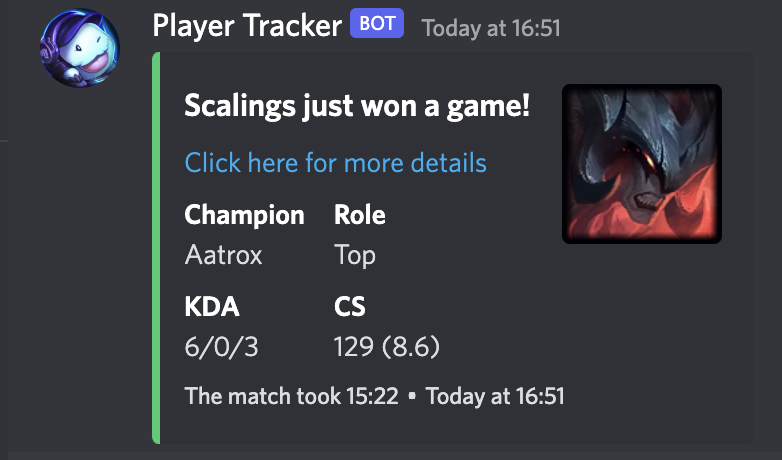 Player Tracker BOT Today at 16:51
Scalings just won a game!
Click here for more details
Champion Role
Aatrox Top
KDA CS
6/0/3 129 (8.6)
The match took 15:22 • Today at 16:51